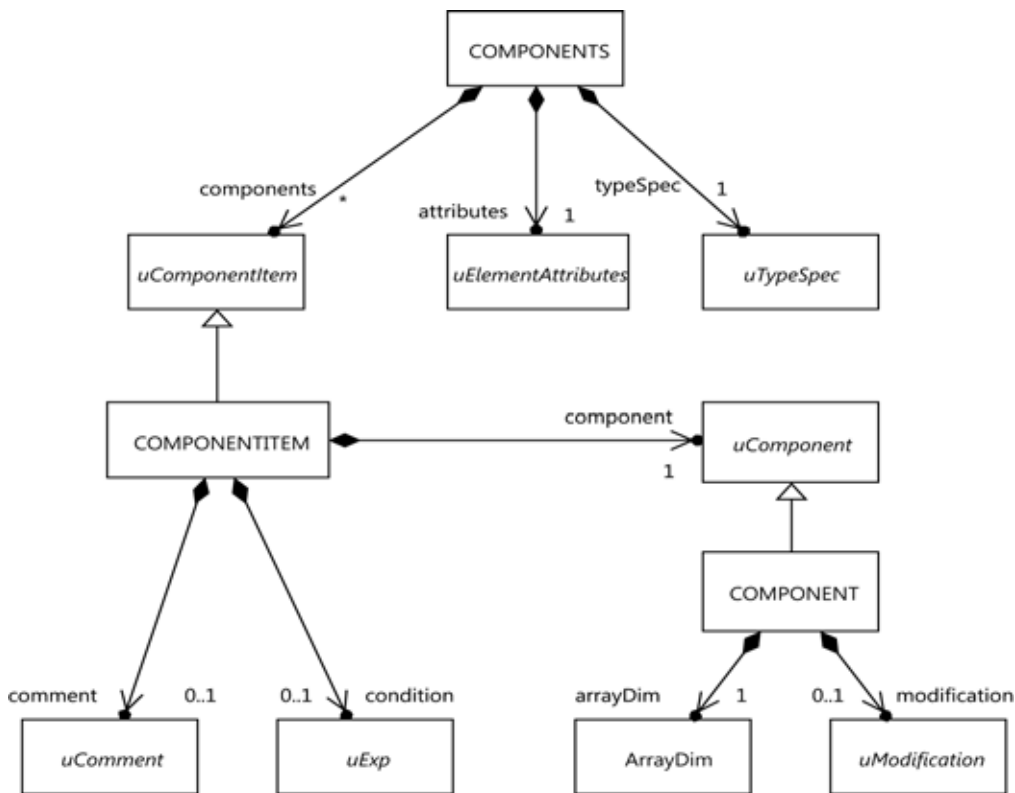 COMPONENTS
components
*
attributes
1
typeSpec
1
uComponentItem
uElementAttributes
uTypeSpec
COMPONENTITEM
component
1
uComponent
COMPONENT
comment
0..1
0..1
condition
arrayDim
1
0..1
modification
uComment
uExp
ArrayDim
uModification